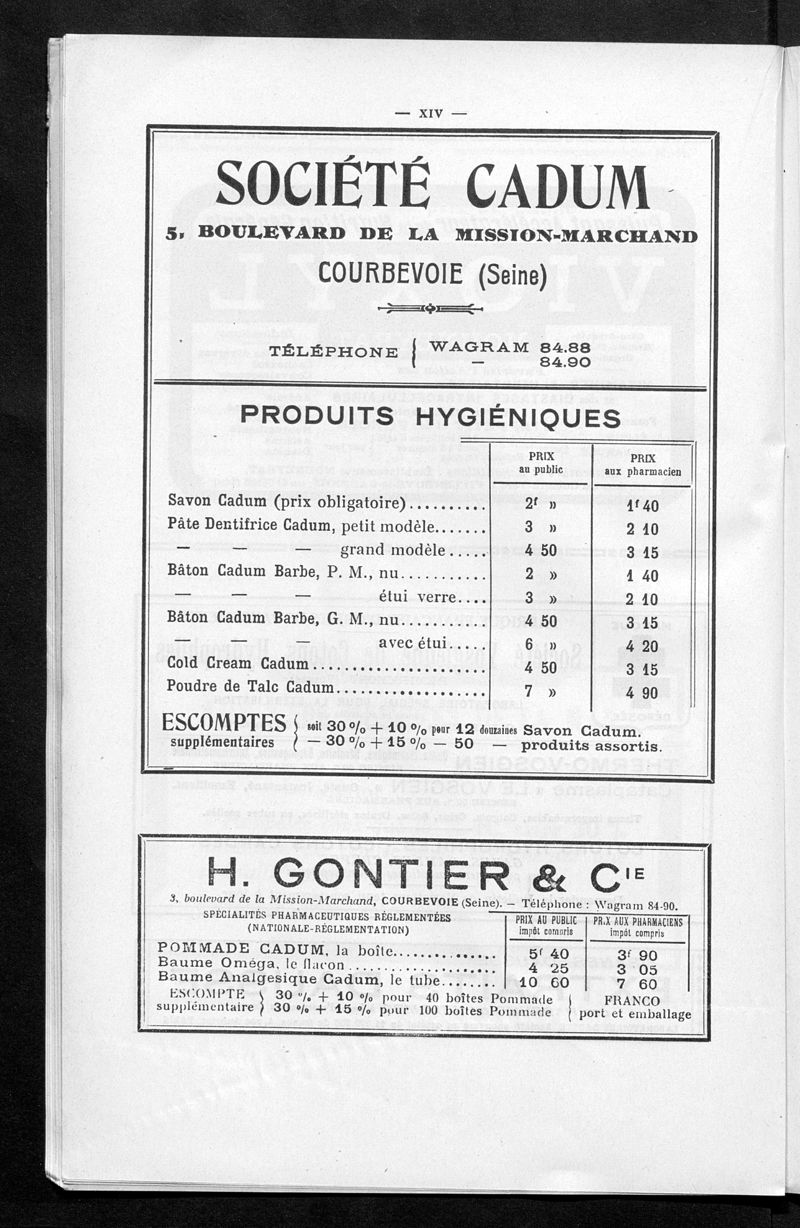 — XIV —
SOCIÉTÉ CADUM
5, BOULEVARD DE LA MISSION-MARCHAND
COURBEVOIE (Seine)
TÉLÉPHONE { WAGRAM 84.88
— 84.90
PRODUITS HYGIÉNIQUES
PRIX au public PRIX aux pharmacien
Savon Cadum (prix obligatoire).......... 2f » 1f 40
Pâte Dentifrice Cadum, petit modèle....... 3 » 2 10
— — — grand modèle..... 4 50 3 15
Bâton Cadum Barbe, P. M., nu........... 2 » 1 40
— — — étui verre.... 3 » 2 10
Bâton Cadum Barbe, G. M., nu........... 4 50 3 15
— — — avec étui..... 6 » 4 20
Cold Cream Cadum...................... 4 50 3 15
Poudre de Talc Cadum................... 7 » 4 90
ESCOMPTES { soit 30 % + 10 % pour 12 douzaines Savon Cadum.
supplémentaires { — 30 % + 15 % — 50 — produits assortis.
H. GONTIER & CIE
3, boulevard de la Mission-Marchand, COURBEVOIE (Seine). — Téléphone : Wagram 84-90.
SPÉCIALITÉS PHARMACEUTIQUES RÉGLEMENTÉES PRIX AU PUBLIC PRIX AUX PHARMACIENS
(NATIONALE-RÉGLEMENTATION) impôt compris impôt compris
POMMADE CADUM, la boîte............... 5f 40 3f 90
Baume Oméga, le flacon..................... 4 25 3 05
Baume Analgesique Cadum, le tube........ 10 60 7 60
ESCOMPTE { 30 % + 10 % pour 40 boîtes Pommade { FRANCO
supplémentaire } 30 % + 15 % pour 100 boîtes Pommade { port et emballage